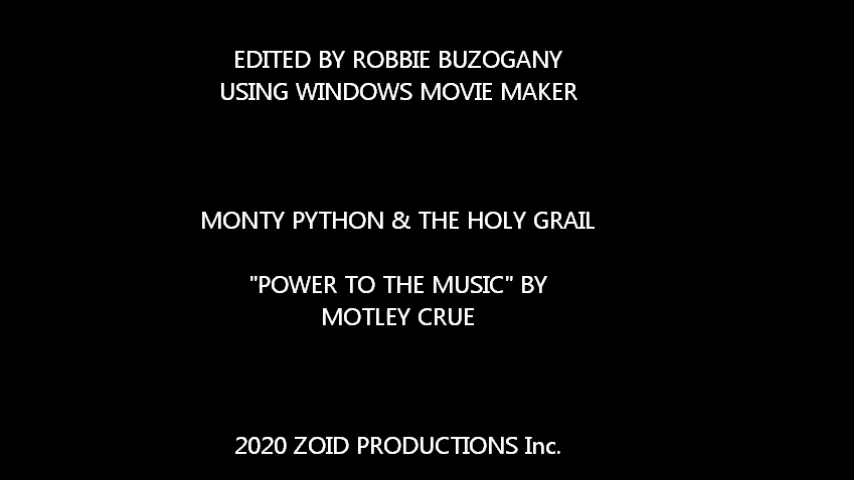 EDITED BY ROBBIE BUZOGANY
USING WINDOWS MOVIE MAKER
MONTY PYTHON & THE HOLY GRAIL
"POWER TO THE MUSIC" BY
MOTLEY CRUE
2020 ZOID PRODUCTIONS Inc.